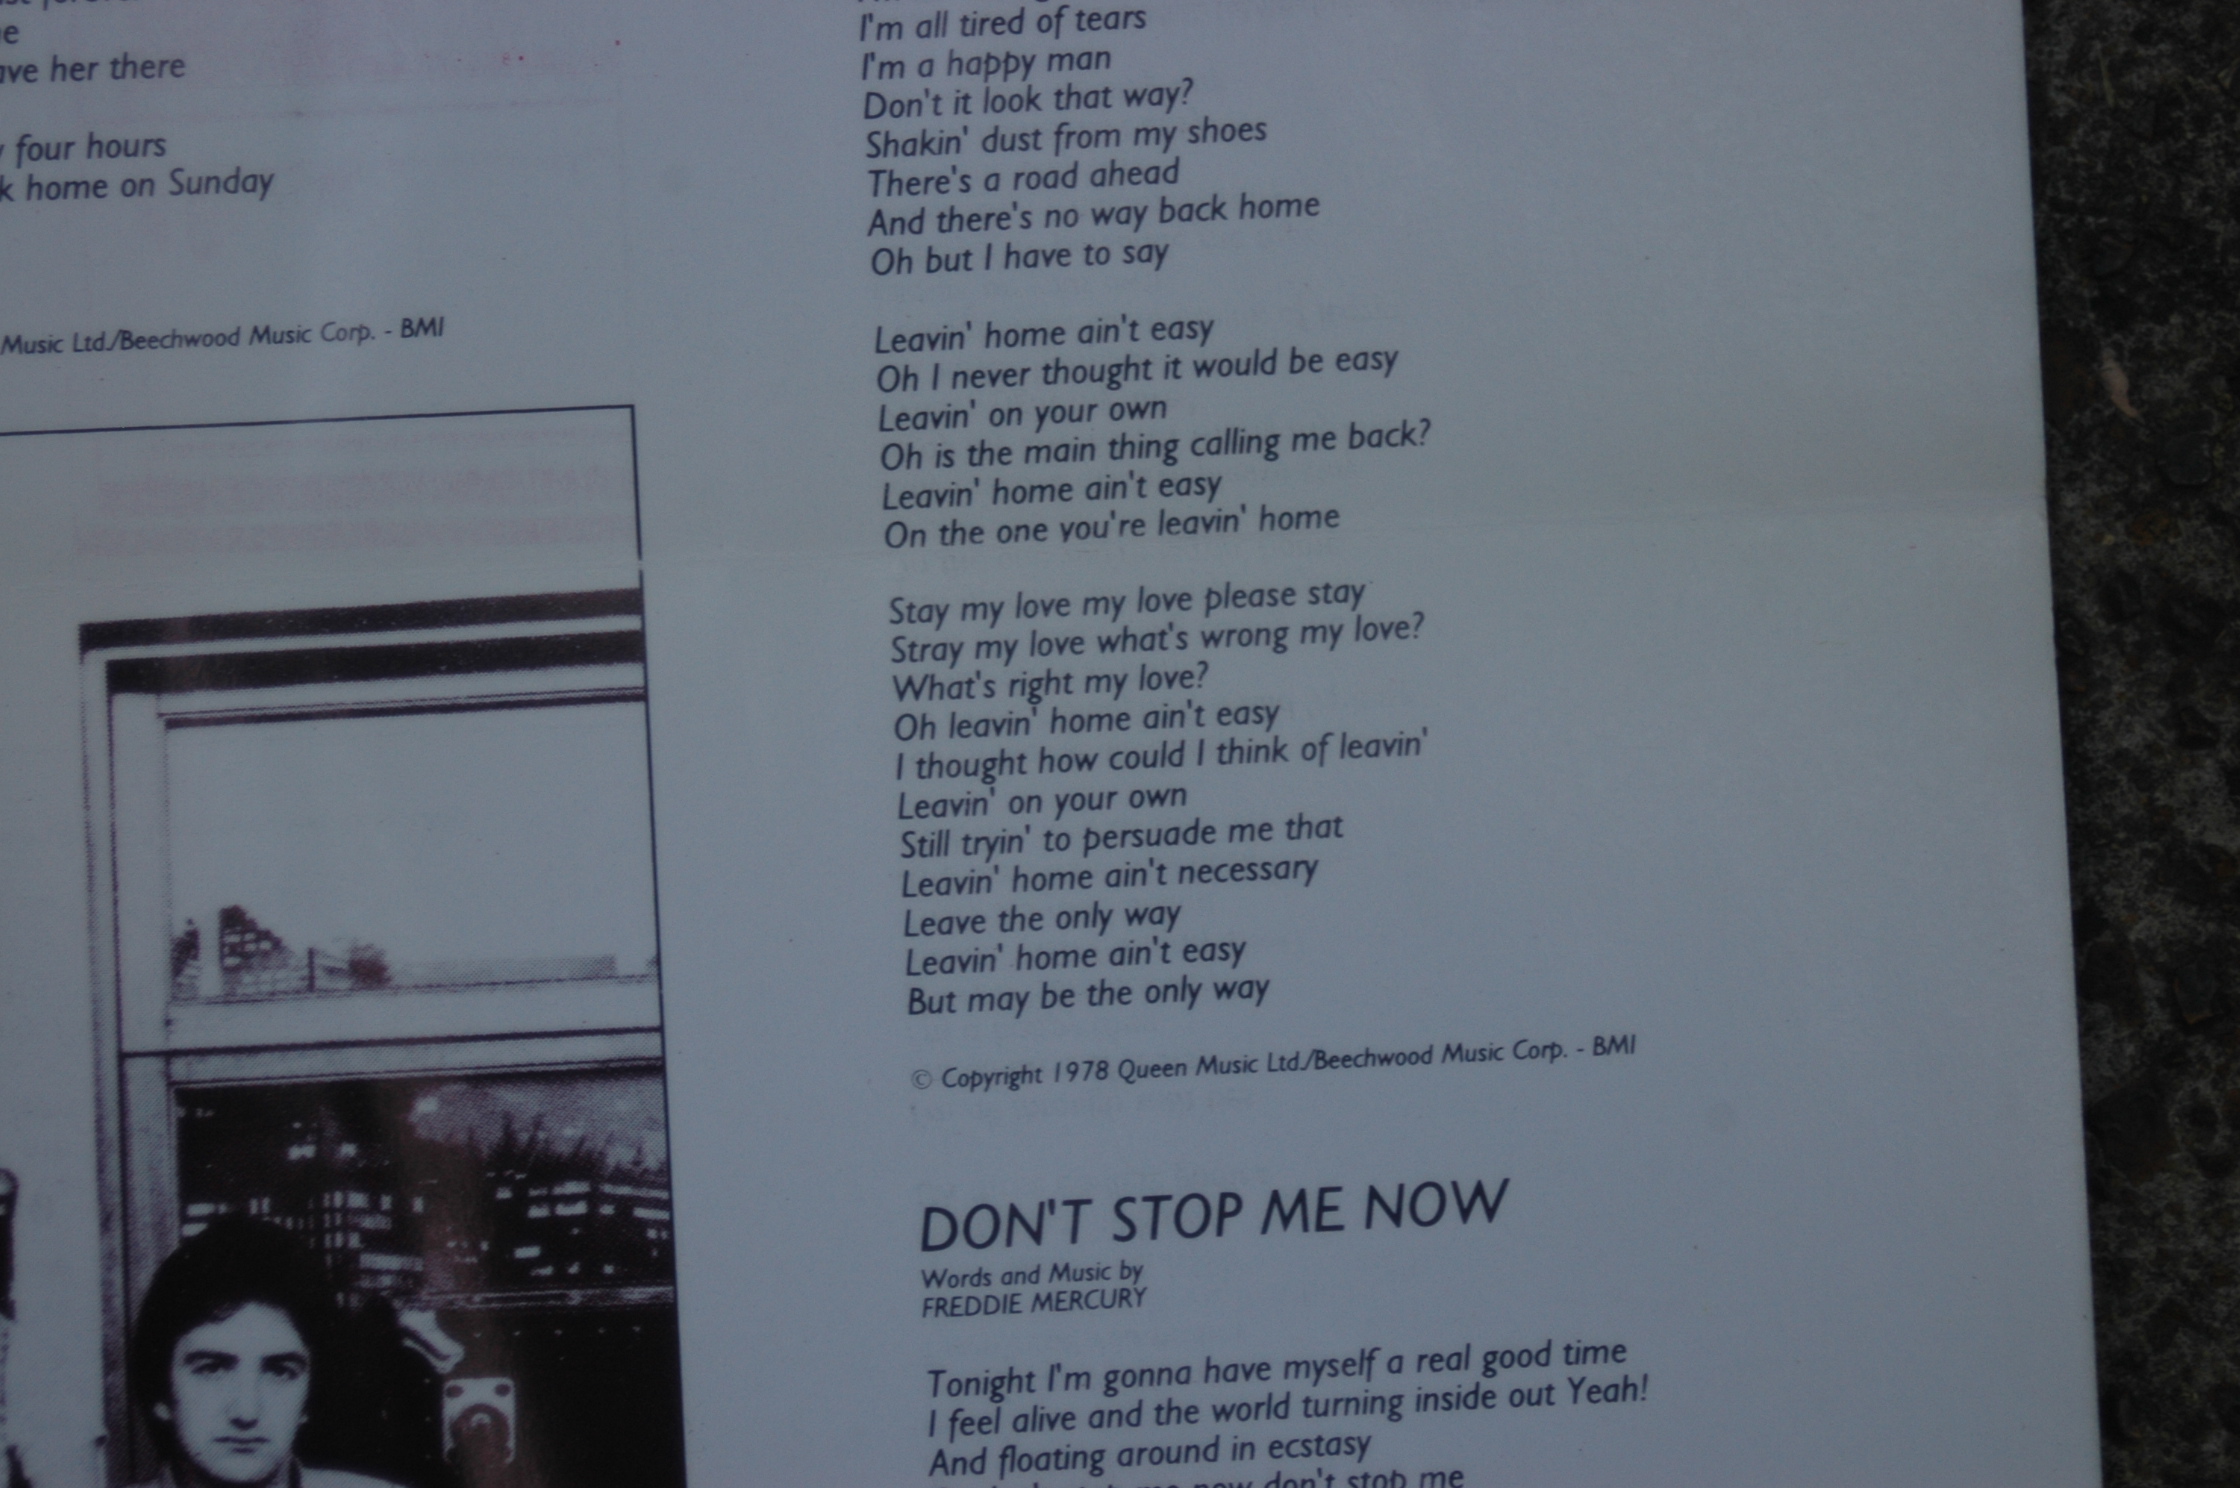 her there
four hours
home on Sunday
Music Ltd./Beechwood Music Corp. - BMI
I'm all tired of tears
I'm a happy man
Don't it look that way?
Shakin' dust from my shoes
There's a road ahead
And there's no way back home
Oh but I have to say
Leavin' home ain't easy
Oh I never thought it would be easy
Leavin' on your own
Oh is the main thing calling me back?
Leavin' home ain't easy
On the one you're leavin' home
Stay my love my love please stay
Stray my love what's wrong my love?
What's right my love?
Oh leavin' home ain't easy
I thought how could I think of leavin'
Leavin' on your own
Still tryin' to persuade me that
Leavin' home ain't necessary
Leave the only way
Leavin' home ain't easy
But may be the only way
© Copyright 1978 Queen Music Ltd./Beechwood Music Corp. - BMI
DON'T STOP ME NOW
Words and Music by
FREDDIE MERCURY
Tonight I'm gonna have myself a real good time
I feel alive and the world turning inside out Yeah!
And floating around in ecstasy
now don't stop me